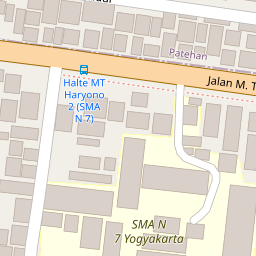 Patehan
Jalan M. T
Halte MT
Haryono
2 (SMA
N 7)
SMA N
7 Yogyakarta